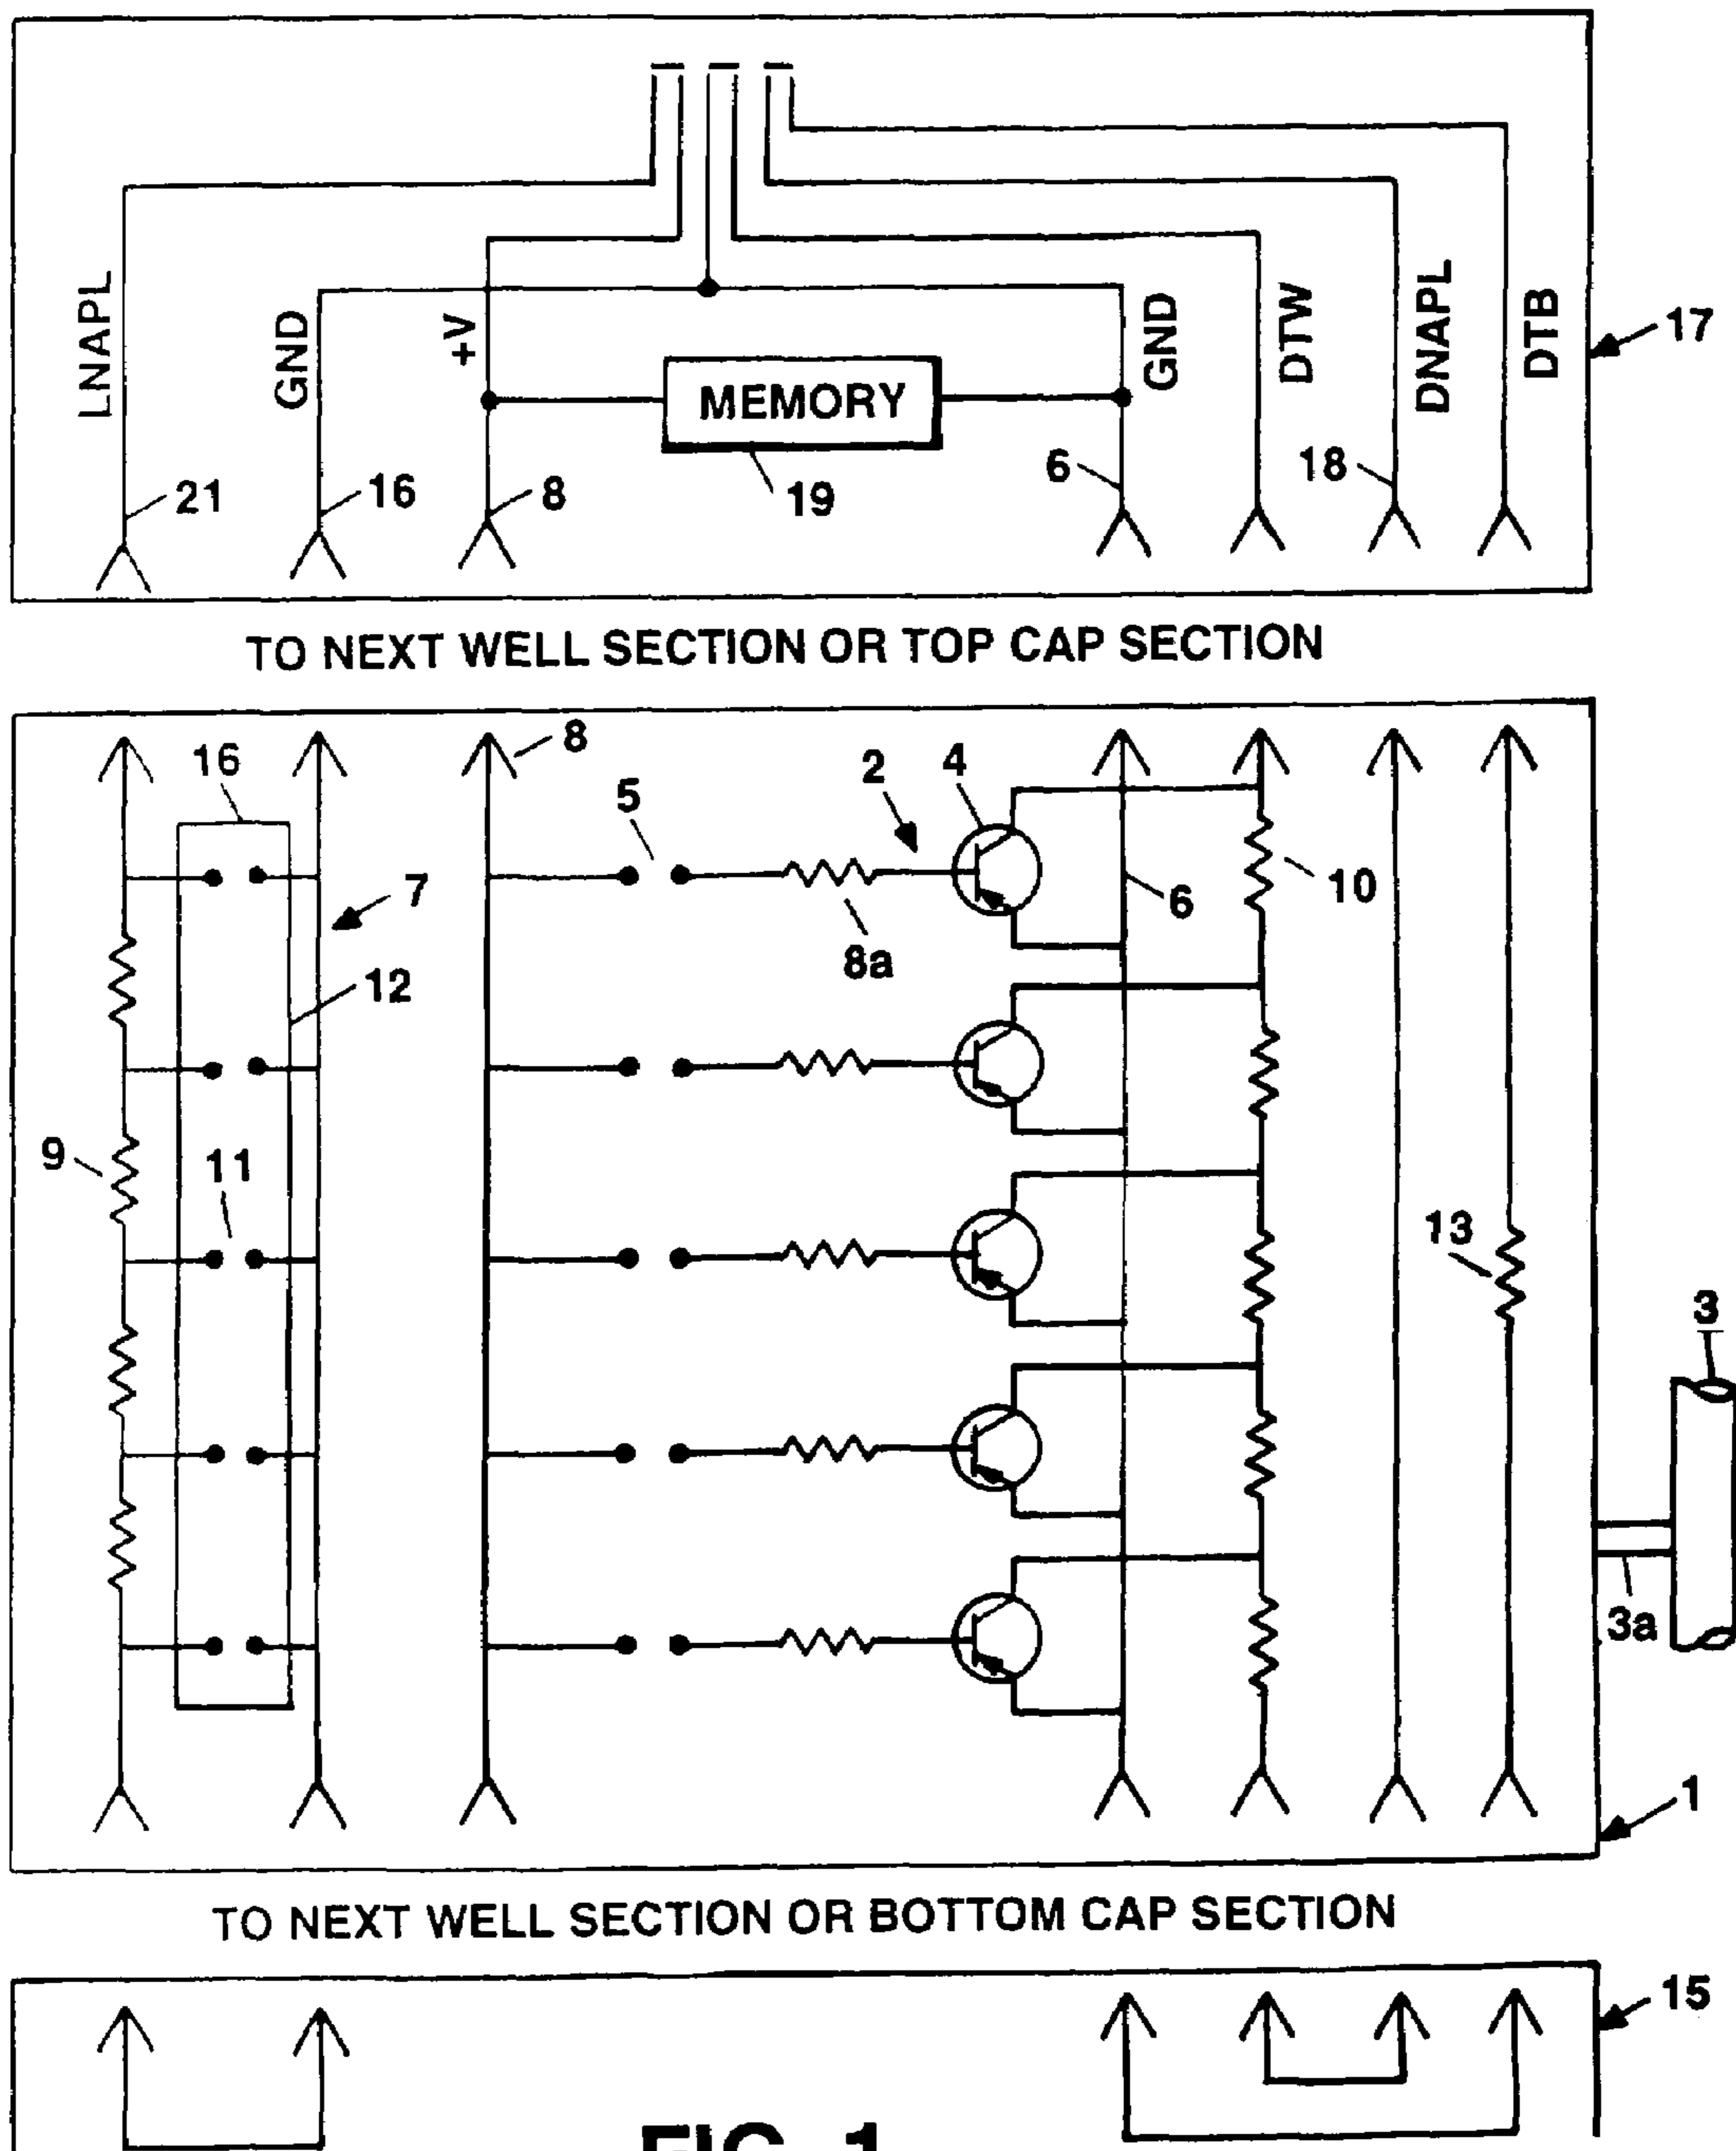 LNAPL
GND
+V
MEMORY
GND
DTW
DNAPL
DTB
17
21
16
8
19
6
18
TO NEXT WELL SECTION OR TOP CAP SECTION
16
8
5
2
4
7
8a
6
10
12
9
11
13
3
3a
1
TO NEXT WELL SECTION OR BOTTOM CAP SECTION
15
FIG. 1